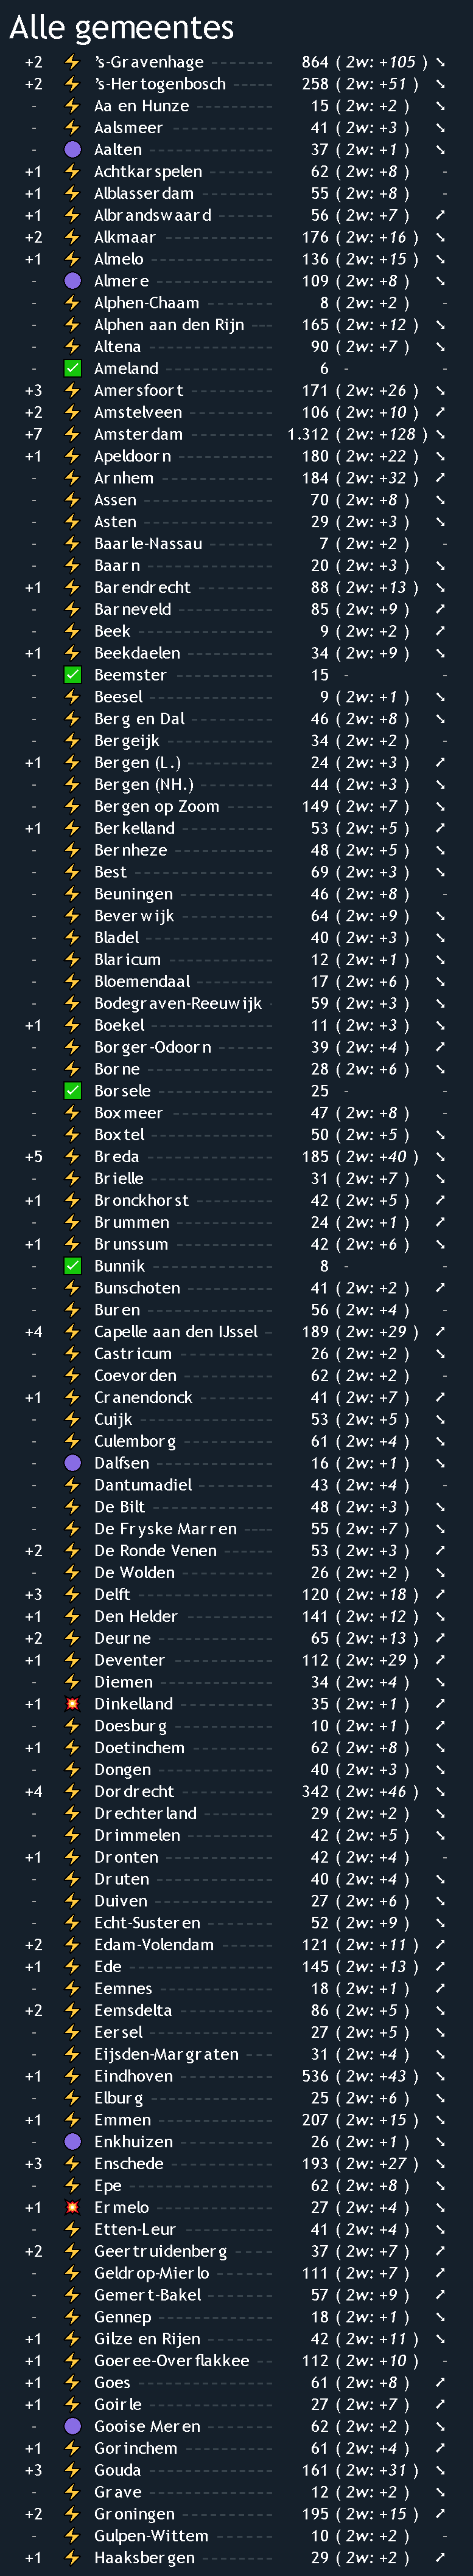 Alle gemeentes
+2 ⚡ 's-Gravenhage 864 ( 2w: +105 ) ↘
+2 ⚡ 's-Hertogenbosch 258 ( 2w: +51 ) ↘
- ⚡ Aa en Hunze 15 ( 2w: +2 ) ↘
- ⚡ Aalsmeer 41 ( 2w: +3 ) ↘
- 🟣 Aalten 37 ( 2w: +1 ) ↘
+1 ⚡ Achtkarspelen 62 ( 2w: +8 ) -
+1 ⚡ Alblasserdam 55 ( 2w: +8 ) -
+1 ⚡ Albrandswaard 56 ( 2w: +7 ) ↗
+2 ⚡ Alkmaar 176 ( 2w: +16 ) ↘
+1 ⚡ Almelo 136 ( 2w: +15 ) ↘
- 🟣 Almere 109 ( 2w: +8 ) ↘
- ⚡ Alphen-Chaam 8 ( 2w: +2 ) -
- ⚡ Alphen aan den Rijn 165 ( 2w: +12 ) ↘
- ⚡ Altena 90 ( 2w: +7 ) ↘
- ✅ Ameland 6 - -
+3 ⚡ Amersfoort 171 ( 2w: +26 ) ↘
+2 ⚡ Amstelveen 106 ( 2w: +10 ) ↗
+7 ⚡ Amsterdam 1.312 ( 2w: +128 ) ↘
+1 ⚡ Apeldoorn 180 ( 2w: +22 ) ↘
- ⚡ Arnhem 184 ( 2w: +32 ) ↗
- ⚡ Assen 70 ( 2w: +8 ) ↘
- ⚡ Asten 29 ( 2w: +3 ) ↘
- ⚡ Baarle-Nassau 7 ( 2w: +2 ) -
- ⚡ Baarn 20 ( 2w: +3 ) ↘
+1 ⚡ Barendrecht 88 ( 2w: +13 ) ↘
- ⚡ Barneveld 85 ( 2w: +9 ) ↗
- ⚡ Beek 9 ( 2w: +2 ) ↗
+1 ⚡ Beekdaelen 34 ( 2w: +9 ) ↘
- ✅ Beemster 15 - -
- ⚡ Beesel 9 ( 2w: +1 ) ↘
- ⚡ Berg en Dal 46 ( 2w: +8 ) ↘
- ⚡ Bergeijk 34 ( 2w: +2 ) -
+1 ⚡ Bergen (L.) 24 ( 2w: +3 ) ↗
- ⚡ Bergen (NH.) 44 ( 2w: +3 ) ↘
- ⚡ Bergen op Zoom 149 ( 2w: +7 ) ↘
+1 ⚡ Berkelland 53 ( 2w: +5 ) ↗
- ⚡ Bernheze 48 ( 2w: +5 ) ↘
- ⚡ Best 69 ( 2w: +3 ) ↘
- ⚡ Beuningen 46 ( 2w: +8 ) -
- ⚡ Beverwijk 64 ( 2w: +9 ) ↘
- ⚡ Bladel 40 ( 2w: +3 ) ↘
- ⚡ Blaricum 12 ( 2w: +1 ) ↘
- ⚡ Bloemendaal 17 ( 2w: +6 ) ↘
- ⚡ Bodegraven-Reeuwijk 59 ( 2w: +3 ) ↘
+1 ⚡ Boekel 11 ( 2w: +3 ) ↘
- ⚡ Borger-Odoorn 39 ( 2w: +4 ) ↗
- ⚡ Borne 28 ( 2w: +6 ) ↘
- ✅ Borsele 25 - -
- ⚡ Boxmeer 47 ( 2w: +8 ) -
- ⚡ Boxtel 50 ( 2w: +5 ) ↘
+5 ⚡ Breda 185 ( 2w: +40 ) ↘
- ⚡ Brielle 31 ( 2w: +7 ) ↘
+1 ⚡ Bronckhorst 42 ( 2w: +5 ) ↗
- ⚡ Brummen 24 ( 2w: +1 ) ↗
+1 ⚡ Brunssum 42 ( 2w: +6 ) ↘
- ✅ Bunnik 8 - -
- ⚡ Bunschoten 41 ( 2w: +2 ) ↗
- ⚡ Buren 56 ( 2w: +4 ) -
+4 ⚡ Capelle aan den IJssel 189 ( 2w: +29 ) ↗
- ⚡ Castricum 26 ( 2w: +2 ) ↘
- ⚡ Coevorden 62 ( 2w: +2 ) -
+1 ⚡ Cranendonck 41 ( 2w: +7 ) ↗
- ⚡ Cuijk 53 ( 2w: +5 ) ↘
- ⚡ Culemborg 61 ( 2w: +4 ) ↘
- 🟣 Dalfsen 16 ( 2w: +1 ) ↘
- ⚡ Dantumadiel 43 ( 2w: +4 ) -
- ⚡ De Bilt 48 ( 2w: +3 ) ↘
- ⚡ De Fryske Marren 55 ( 2w: +7 ) ↘
+2 ⚡ De Ronde Venen 53 ( 2w: +3 ) ↗
- ⚡ De Wolden 26 ( 2w: +2 ) ↘
+3 ⚡ Delft 120 ( 2w: +18 ) ↗
+1 ⚡ Den Helder 141 ( 2w: +12 ) ↘
+2 ⚡ Deurne 65 ( 2w: +13 ) ↗
+1 ⚡ Deventer 112 ( 2w: +29 ) ↗
- ⚡ Diemen 34 ( 2w: +4 ) ↘
+1 💥 Dinkelland 35 ( 2w: +1 ) ↗
- ⚡ Doesburg 10 ( 2w: +1 ) ↗
+1 ⚡ Doetinchem 62 ( 2w: +8 ) ↘
- ⚡ Dongen 40 ( 2w: +3 ) ↘
+4 ⚡ Dordrecht 342 ( 2w: +46 ) ↘
- ⚡ Drechterland 29 ( 2w: +2 ) ↘
- ⚡ Drimmelen 42 ( 2w: +5 ) ↘
+1 ⚡ Dronten 42 ( 2w: +4 ) -
- ⚡ Druten 40 ( 2w: +4 ) ↘
- ⚡ Duiven 27 ( 2w: +6 ) ↘
- ⚡ Echt-Susteren 52 ( 2w: +9 ) ↘
+2 ⚡ Edam-Volendam 121 ( 2w: +11 ) ↗
+1 ⚡ Ede 145 ( 2w: +13 ) ↗
- ⚡ Eemnes 18 ( 2w: +1 ) ↗
+2 ⚡ Eemsdelta 86 ( 2w: +5 ) ↘
- ⚡ Eersel 27 ( 2w: +5 ) ↘
- ⚡ Eijsden-Margraten 31 ( 2w: +4 ) ↘
+1 ⚡ Eindhoven 536 ( 2w: +43 ) ↘
- ⚡ Elburg 25 ( 2w: +6 ) ↘
+1 ⚡ Emmen 207 ( 2w: +15 ) ↗
- 🟣 Enkhuizen 26 ( 2w: +1 ) ↘
+3 ⚡ Enschede 193 ( 2w: +27 ) ↘
- ⚡ Epe 62 ( 2w: +8 ) ↘
+1 💥 Ermelo 27 ( 2w: +4 ) ↗
- ⚡ Etten-Leur 41 ( 2w: +4 ) ↘
+2 ⚡ Geertruidenberg 37 ( 2w: +7 ) ↗
- ⚡ Geldrop-Mierlo 111 ( 2w: +7 ) ↗
- ⚡ Gemert-Bakel 57 ( 2w: +9 ) ↗
- ⚡ Gennep 18 ( 2w: +1 ) ↘
+1 ⚡ Gilze en Rijen 42 ( 2w: +11 ) ↘
+1 ⚡ Goeree-Overflakkee 112 ( 2w: +10 ) -
+1 ⚡ Goes 61 ( 2w: +8 ) ↗
+1 ⚡ Goirle 27 ( 2w: +7 ) ↗
- 🟣 Gooise Meren 62 ( 2w: +2 ) ↘
+1 ⚡ Gorinchem 61 ( 2w: +4 ) ↗
+3 ⚡ Gouda 161 ( 2w: +31 ) ↘
- ⚡ Grave 12 ( 2w: +2 ) ↘
+2 ⚡ Groningen 195 ( 2w: +15 ) ↗
- ⚡ Gulpen-Wittem 10 ( 2w: +2 ) -
+1 ⚡ Haaksbergen 29 ( 2w: +2 ) ↗